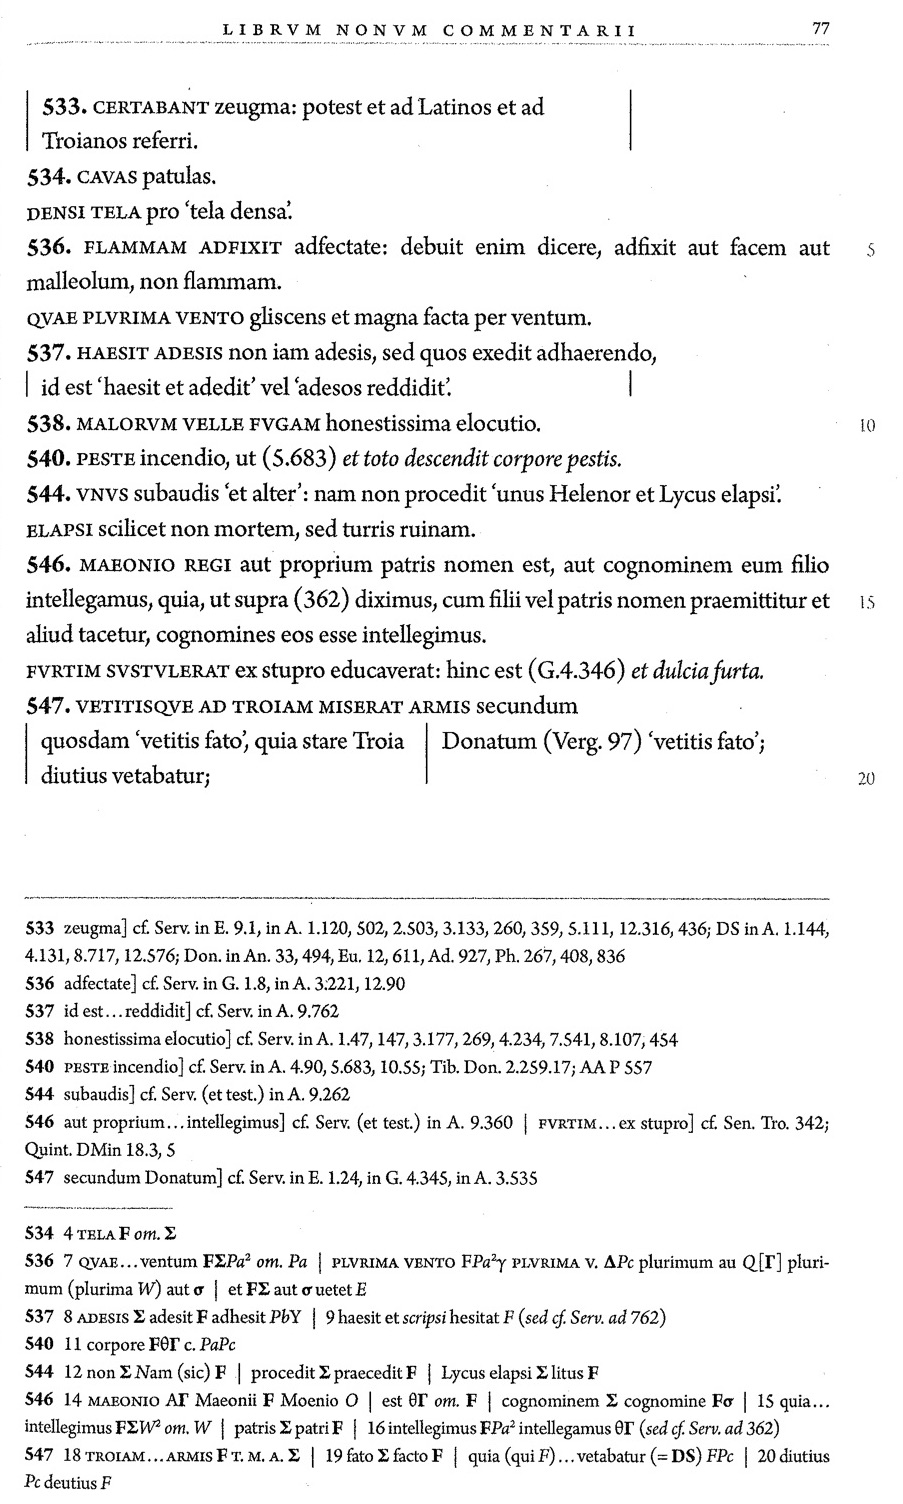 LIBRVM NONVM COMMENTARII 77
533. CERTABANT zeugma: potest et ad Latinos et ad
Troianos referri.
534. CAVAS patulas.
DENSI TELA pro ‘tela densa’.
536. FLAMMAM ADFIXIT adfectate: debuit enim dicere, adfixit aut facem aut 5
malleolum, non flammam.
QVAE PLVRIMA VENTO gliscens et magna facta per ventum.
537. HAESIT ADESIS non iam adesis, sed quos exedit adhaerendo,
id est ‘haesit et adedit’ vel ‘adesos reddidit’.
538. MALORVM VELLE FVGAM honestissima elocutio. 10
540. PESTE incendio, ut (5.683) et toto descendit corpore pestis.
544. VNVS subaudis ‘et alter’: nam non procedit ‘unus Helenor et Lycus elapsi’.
ELAPSI scilicet non mortem, sed turris ruinam.
546. MAEONIO REGI aut proprium patris nomen est, aut cognominem eum filio
intellegamus, quia, ut supra (362) diximus, cum filii vel patris nomen praemittitur et 15
aliud tacetur, cognomines eos esse intellegimus.
FVRTIM SVSTVLERAT ex stupro educaverat: hinc est (G.4.346) et dulcia furta.
547. VETITISQVE AD TROIAM MISERAT ARMIS secundum
quosdam ‘vetitis fato’, quia stare Troia
diutius vetabatur;
Donatum (Verg. 97) ‘vetitis fato’;
20
533 zeugma] cf. Serv. in E. 9.1, in A. 1.120, 502, 2.503, 3.133, 260, 359, 5.111, 12.316, 436; DS in A. 1.144,
4.131, 8.717, 12.576; Don. in An. 33, 494, Eu. 12, 611, Ad. 927, Ph. 267, 408, 836
536 adfectate] cf. Serv. in G. 1.8, in A. 3.221, 12.90
537 id est…reddidit] cf. Serv. in A. 9.762
538 honestissima elocutio] cf. Serv. in A. 1.47, 147, 3.177, 269, 4.234, 7.541, 8.107, 454
540 PESTE incendio] cf. Serv. in A. 4.90, 5.683, 10.55; Tib. Don. 2.259.17; AA P 557
544 subaudis] cf. Serv. (et test.) in A. 9.262
546 aut proprium…intellegimus] cf. Serv. (et test.) in A. 9.360 | FVRTIM…ex stupro] cf. Sen. Tro. 342;
Quint. DMin 18.3, 5
547 secundum Donatum] cf. Serv. in E. 1.24, in G. 4.345, in A. 3.535
534 4 TELA F om. Σ
536 7 QVAE…ventum FΣPa² om. Pa | PLVRIMA VENTO FPa²γ PLVRIMA V. ΔPc plurimum au Q[Γ] pluri-
mum (plurima W) aut σ | et FΣ aut σ uetet E
537 8 ADESIS Σ adesit F adhesit PbY | 9 haesit et scripsi hesitat F (sed cf. Serv. ad 762)
540 11 corpore FθΓ c. PaPc
544 12 non Σ Nam (sic) F | procedit Σ praecedit F | Lycus elapsi Σ litus F
546 14 MAEONIO AΓ Maeonii F Moenio O | est θΓ om. F | cognominem Σ cognomine Fσ | 15 quia…
intellegimus FΣW² om. W | patris Σ patri F | 16 intellegimus FPa² intellegamus θΓ (sed cf. Serv. ad 362)
547 18 TROIAM…ARMIS F T. M. A. Σ | 19 fato Σ facto F | quia (qui F)…vetabatur (= DS) FPc | 20 diutius
Pc deutius F